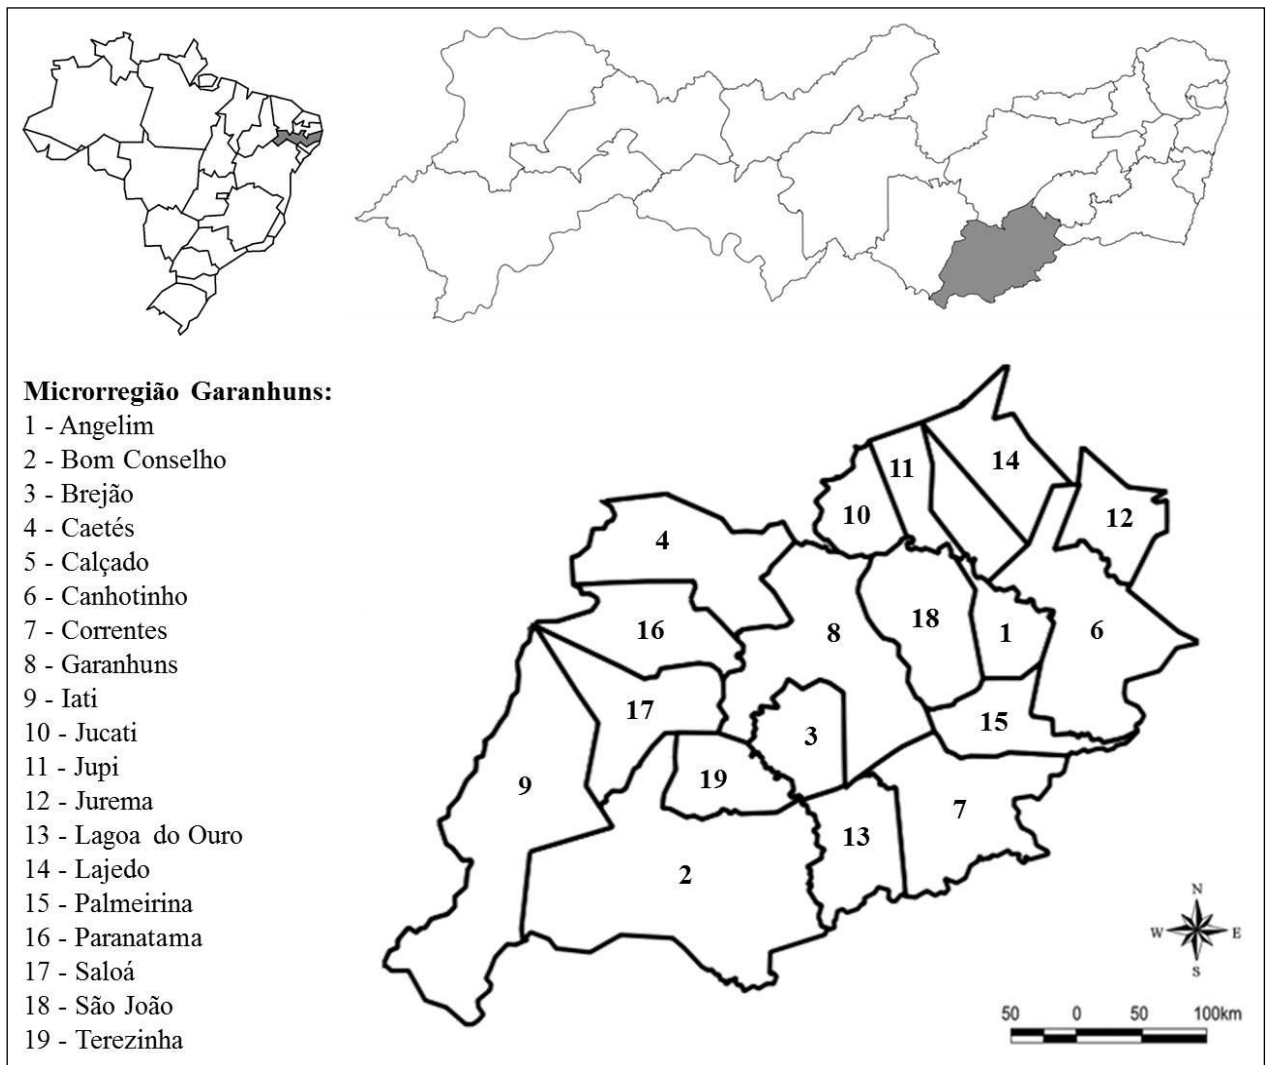 Microrregião Garanhuns:
1 - Angelim
2 - Bom Conselho
3 - Brejão
4 - Caetés
5 - Calçado
6 - Canhotinho
7 - Correntes
8 - Garanhuns
9 - Iati
10 - Jucati
11 - Jupi
12 - Jurema
13 - Lagoa do Ouro
14 - Lajedo
15 - Palmeirina
16 - Paranatama
17 - Saloá
18 - São João
19 - Terezinha
14
11
10
12
4
16
8
18
1
6
17
3
15
19
9
7
13
2
N
W E
S
50 0 50 100km